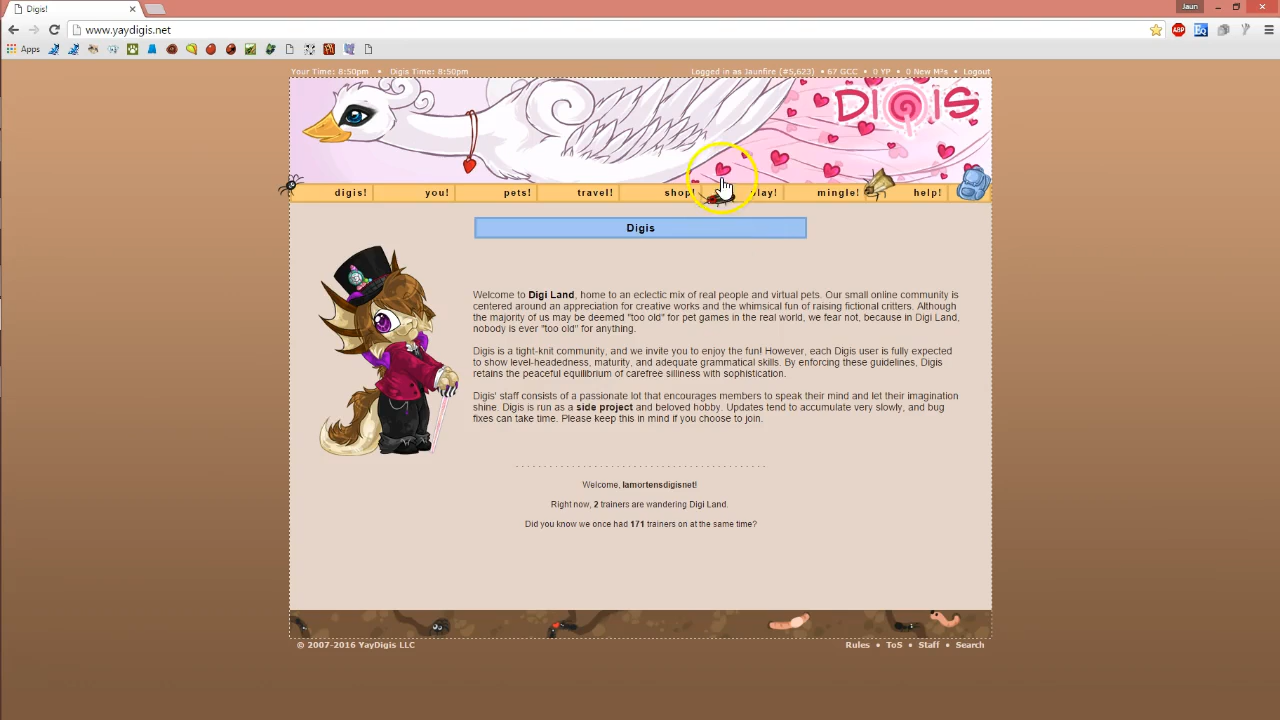 Digis!
Jaun
www.yaydigis.net
Apps
Your Time: 8:50pm • Digis Time: 8:50pm
Logged in as Jaunfire (#5,623) • 67 GCC • 0 YP • 0 New M³s • Logout
DIGIS
digis! you! pets! travel! shop! play! mingle! help!
Digis
Welcome to Digi Land, home to an eclectic mix of real people and virtual pets. Our small online community is
centered around an appreciation for creative works and the whimsical fun of raising fictional critters. Although
the majority of us may be deemed "too old" for pet games in the real world, we fear not, because in Digi Land,
nobody is ever "too old" for anything.
Digis is a tight-knit community, and we invite you to enjoy the fun! However, each Digis user is fully expected
to show level-headedness, maturity, and adequate grammatical skills. By enforcing these guidelines, Digis
retains the peaceful equilibrium of carefree silliness with sophistication.
Digis' staff consists of a passionate lot that encourages members to speak their mind and let their imagination
shine. Digis is run as a side project and beloved hobby. Updates tend to accumulate very slowly, and bug
fixes can take time. Please keep this in mind if you choose to join.
Welcome, lamortensdigisnet!
Right now, 2 trainers are wandering Digi Land.
Did you know we once had 171 trainers on at the same time?
© 2007-2016 YayDigis LLC
Rules • ToS • Staff • Search